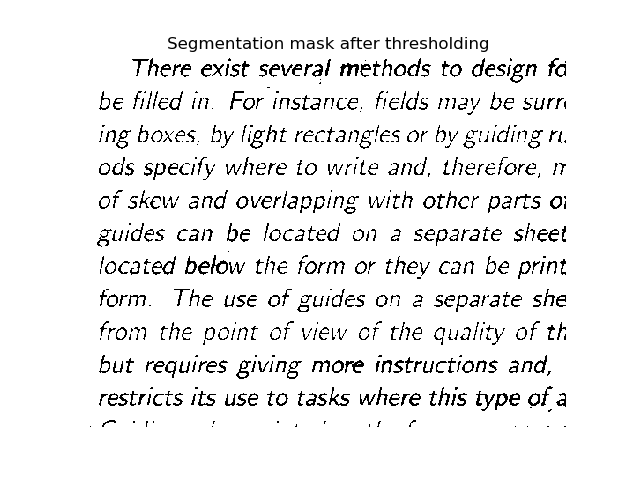 Segmentation mask after thresholding
There exist several methods to design fo
be filled in. For instance, fields may be surr
ing boxes, by light rectangles or by guiding ru
ods specify where to write and, therefore, m
of skew and overlapping with other parts of
guides can be located on a separate sheet
located below the form or they can be print
form. The use of guides on a separate she
from the point of view of the quality of th
but requires giving more instructions and,
restricts its use to tasks where this type of a